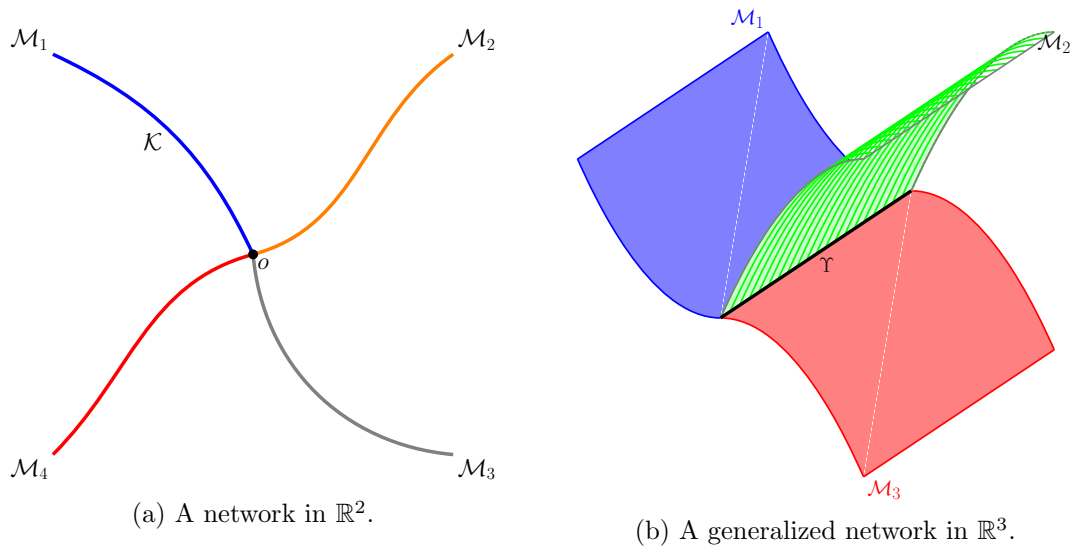 ℳ₁
ℳ₂
𝒦
o
ℳ₄
ℳ₃
(a) A network in ℝ².
ℳ₁
ℳ₂
ϒ
ℳ₃
(b) A generalized network in ℝ³.